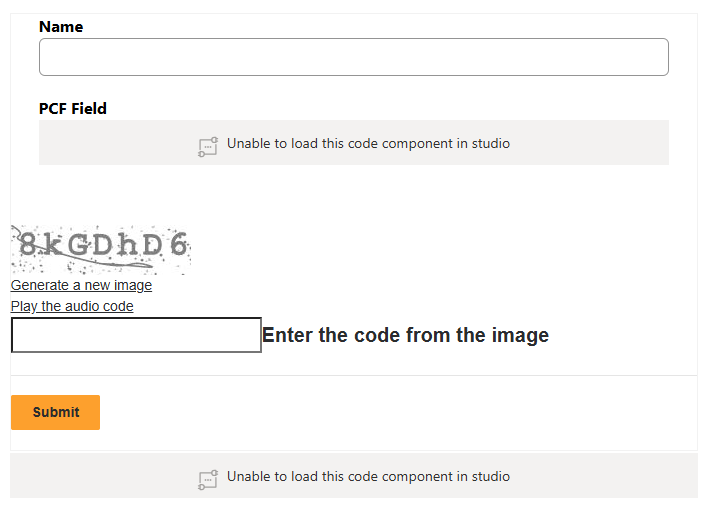 Name
PCF Field
Unable to load this code component in studio
8kGDhD6
Generate a new image
Play the audio code
Enter the code from the image
Submit
Unable to load this code component in studio